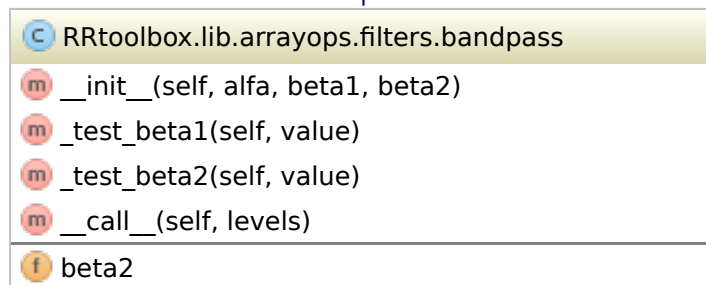 C RRtoolbox.lib.arrayops.filters.bandpass
m __init__(self, alfa, beta1, beta2)
m _test_beta1(self, value)
m _test_beta2(self, value)
m __call__(self, levels)
f beta2